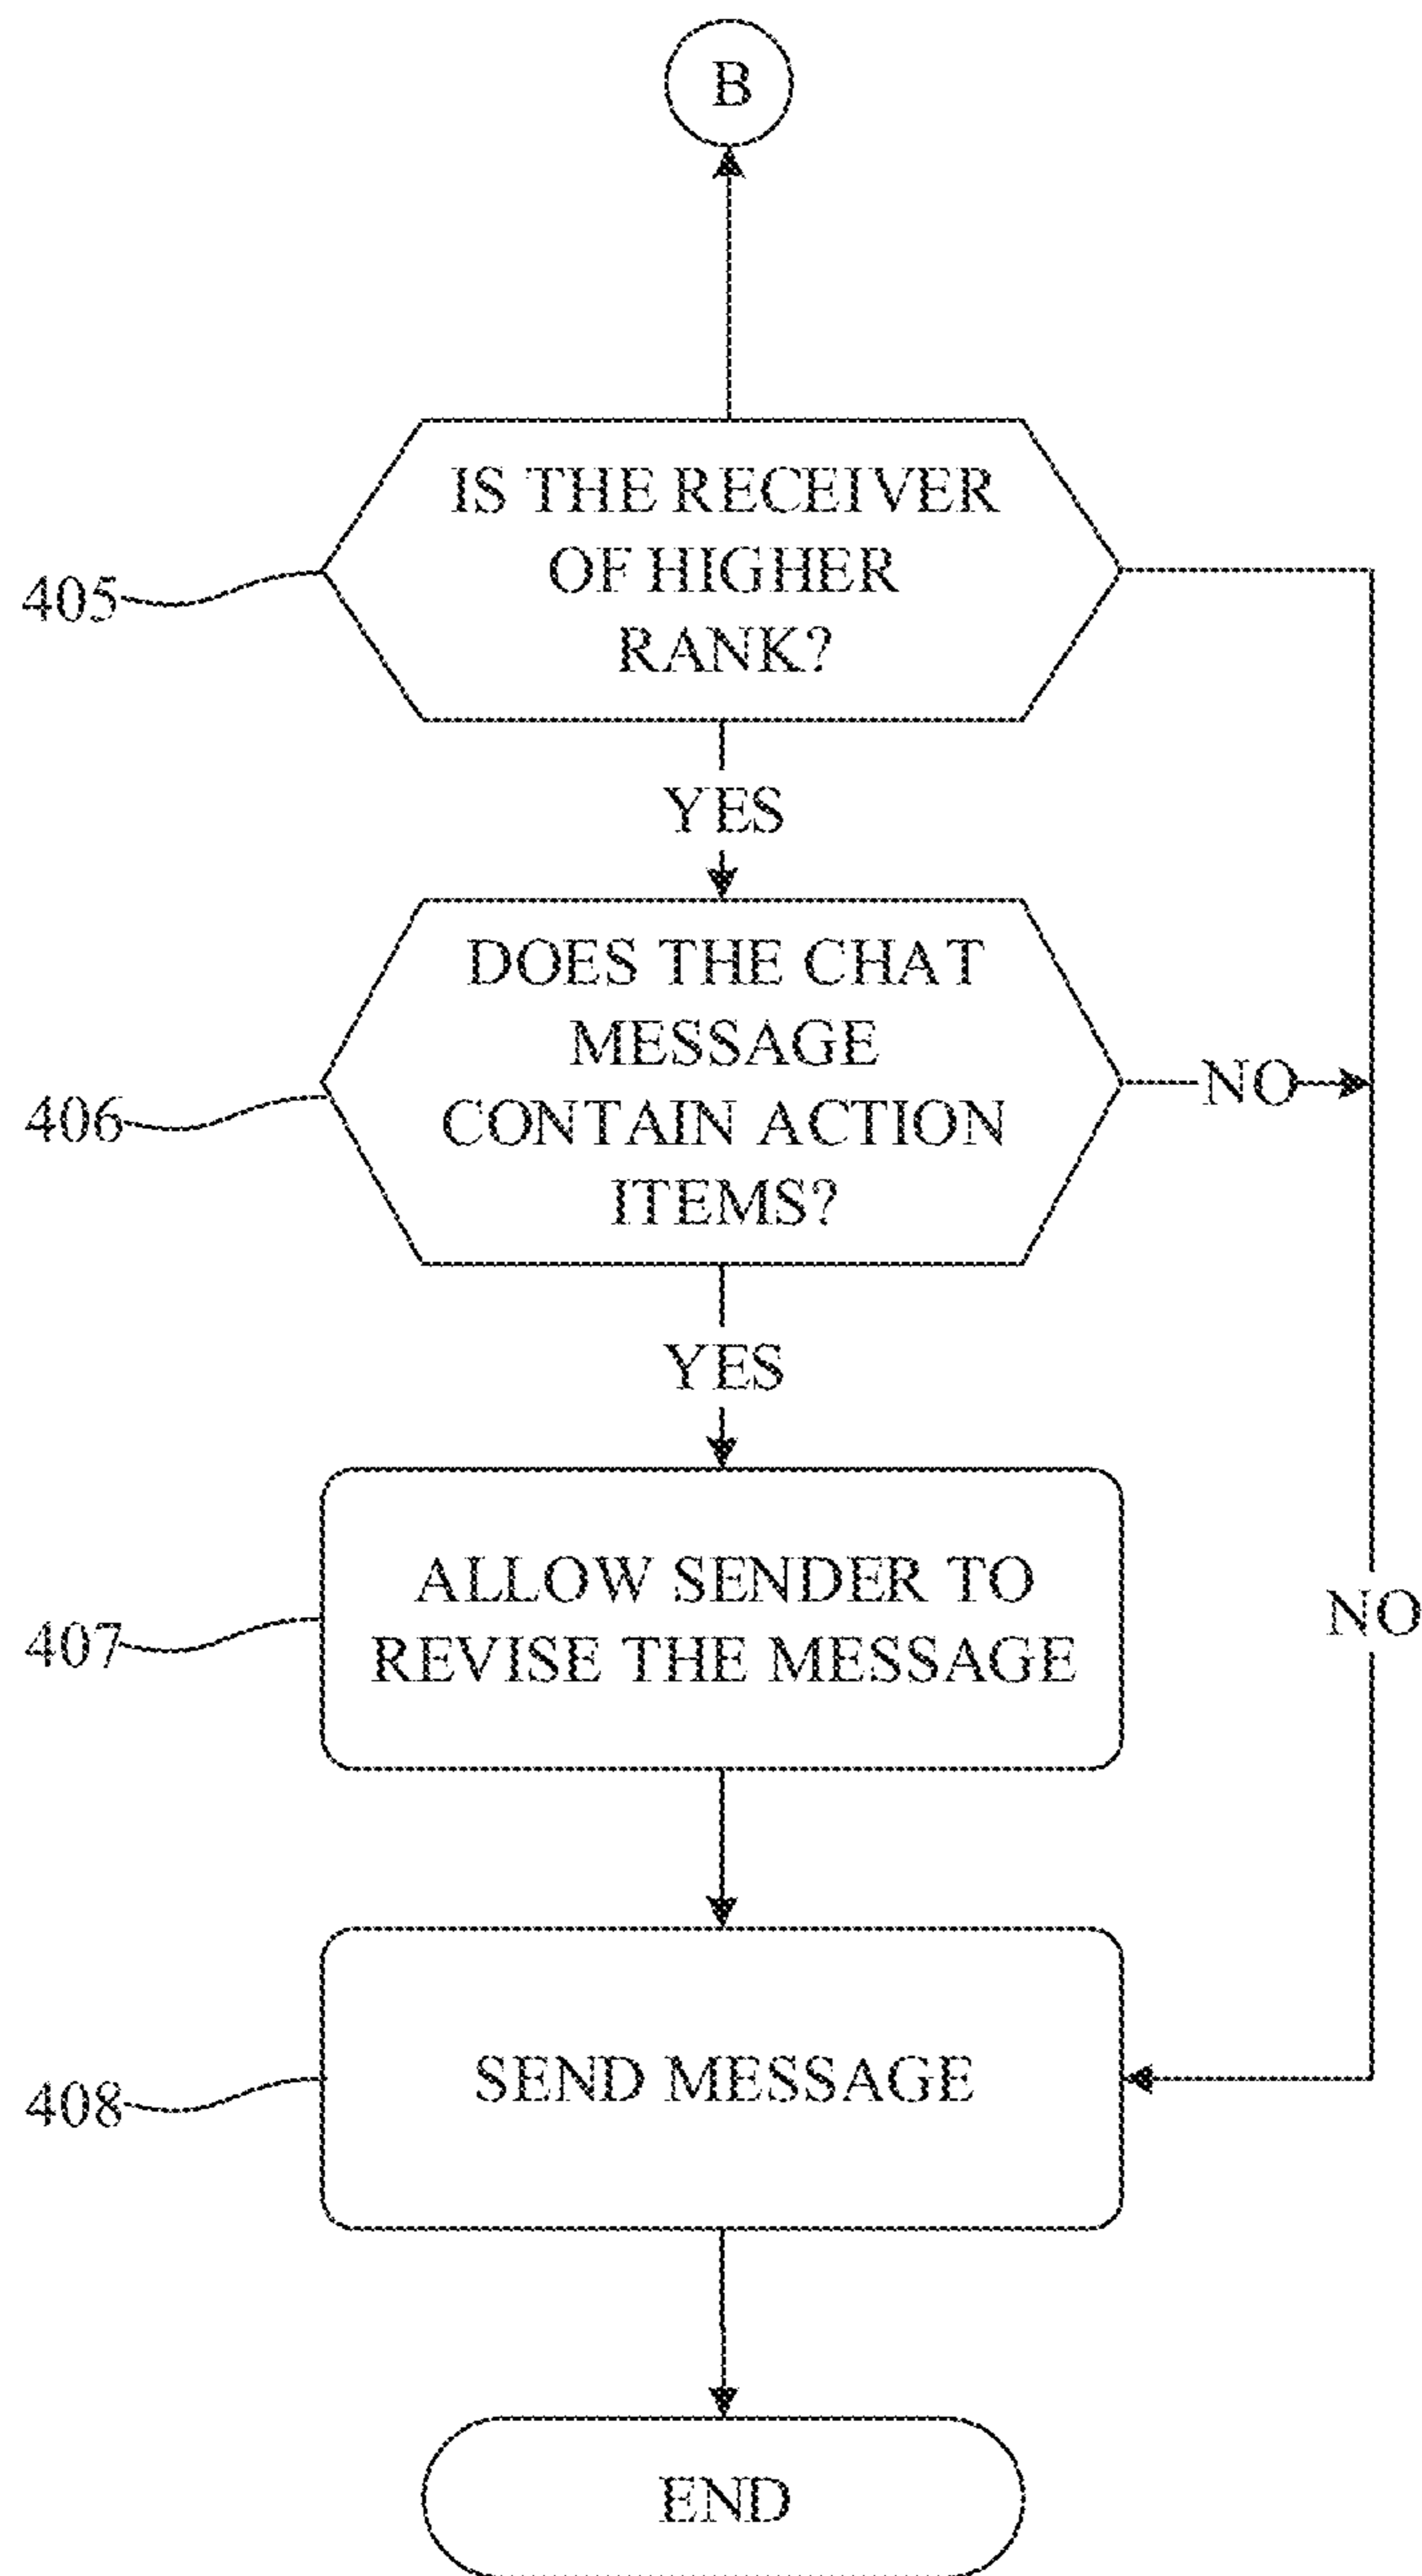 B
IS THE RECEIVER
OF HIGHER
RANK?
405
YES
DOES THE CHAT
MESSAGE
CONTAIN ACTION
ITEMS?
406
NO
YES
ALLOW SENDER TO
REVISE THE MESSAGE
407
NO
SEND MESSAGE
408
END